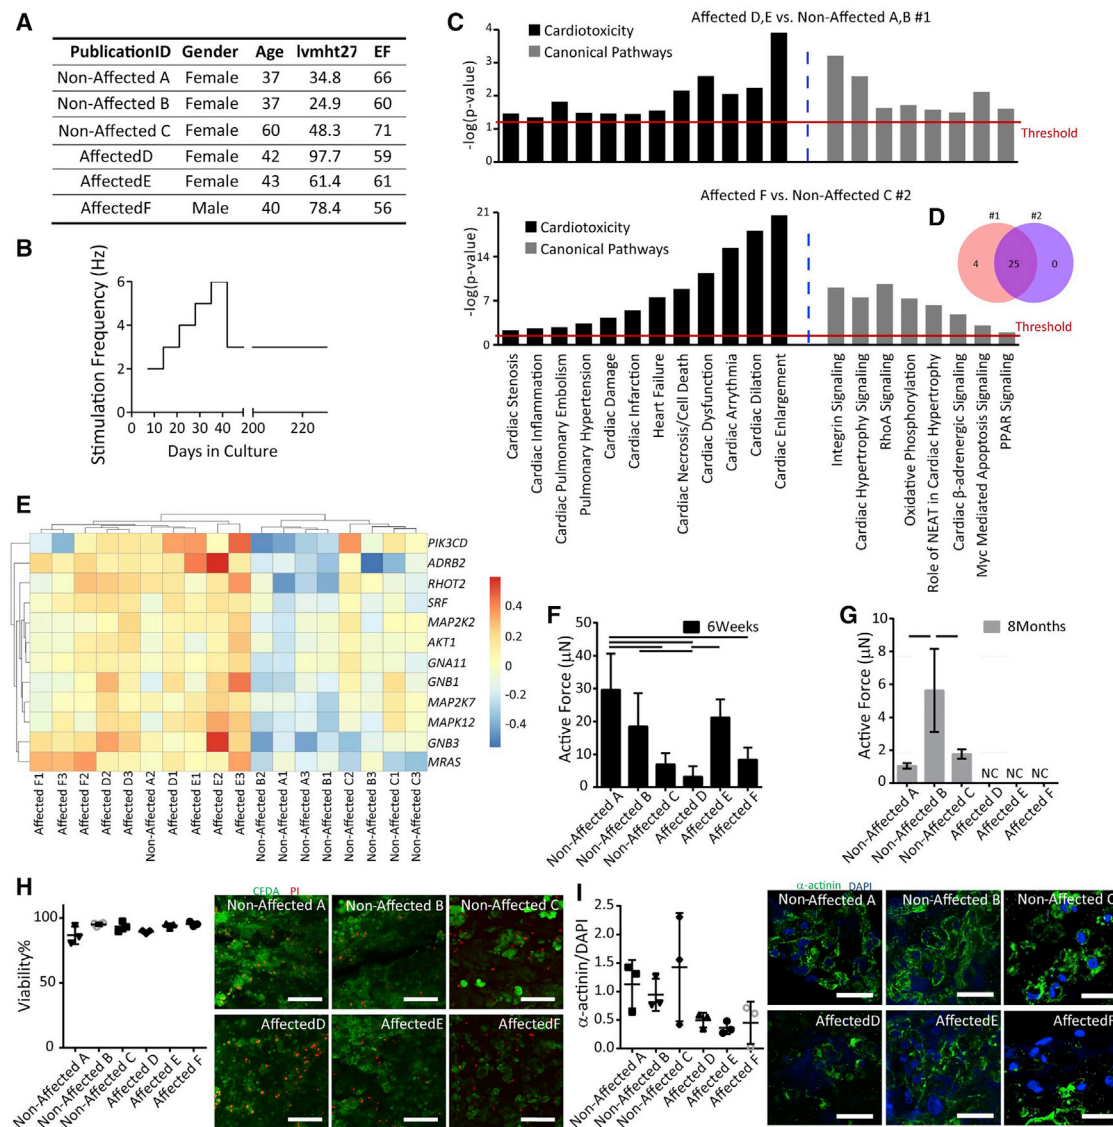 A
PublicationID Gender Age lvmht27 EF
Non-Affected A Female 37 34.8 66
Non-Affected B Female 37 24.9 60
Non-Affected C Female 60 48.3 71
AffectedD Female 42 97.7 59
AffectedE Female 43 61.4 61
AffectedF Male 40 78.4 56
B
Stimulation Frequency (Hz)
6
4
2
0
0 10 20 30 40 200 220
Days in Culture
C
Affected D,E vs. Non-Affected A,B #1
Cardiotoxicity
Canonical Pathways
-log(p-value)
4
3
2
1
0
Threshold
Affected F vs. Non-Affected C #2
Cardiotoxicity
Canonical Pathways
-log(p-value)
21
14
7
0
Threshold
Cardiac Stenosis
Cardiac Inflammation
Cardiac Pulmonary Embolism
Pulmonary Hypertension
Cardiac Damage
Cardiac Infarction
Heart Failure
Cardiac Necrosis/Cell Death
Cardiac Dysfunction
Cardiac Arrythmia
Cardiac Dilation
Cardiac Enlargement
Integrin Signaling
Cardiac Hypertrophy Signaling
RhoA Signaling
Oxidative Phosphorylation
Role of NEAT in Cardiac Hypertrophy
Cardiac β-adrenergic Signaling
Myc Mediated Apoptosis Signaling
PPAR Signaling
D
#1 #2
4 25 0
E
PIK3CD
ADRB2
RHOT2
SRF
MAP2K2
AKT1
GNA11
GNB1
MAP2K7
MAPK12
GNB3
MRAS
0.4
0.2
0
-0.2
-0.4
Affected F1
Affected F3
Affected F2
Affected D2
Affected D3
Non-Affected A2
Affected D1
Affected E1
Affected E2
Affected E3
Non-Affected B2
Non-Affected A1
Non-Affected A3
Non-Affected B1
Non-Affected C2
Non-Affected B3
Non-Affected C1
Non-Affected C3
F
6Weeks
Active Force (μN)
50
40
30
20
10
0
Non-Affected A
Non-Affected B
Non-Affected C
Affected D
Affected E
Affected F
G
8Months
Active Force (μN)
10
8
6
4
2
0
NC NC NC
Non-Affected A
Non-Affected B
Non-Affected C
Affected D
Affected E
Affected F
H
Viability%
100
50
0
Non-Affected A
Non-Affected B
Non-Affected C
Affected D
Affected E
Affected F
CFDA PI
Non-Affected A Non-Affected B Non-Affected C
AffectedD AffectedE AffectedF
I
α-actinin/DAPI
2.5
2.0
1.5
1.0
0.5
0.0
Non-Affected A
Non-Affected B
Non-Affected C
Affected D
Affected E
Affected F
α-actinin DAPI
Non-Affected A Non-Affected B Non-Affected C
AffectedD AffectedE AffectedF